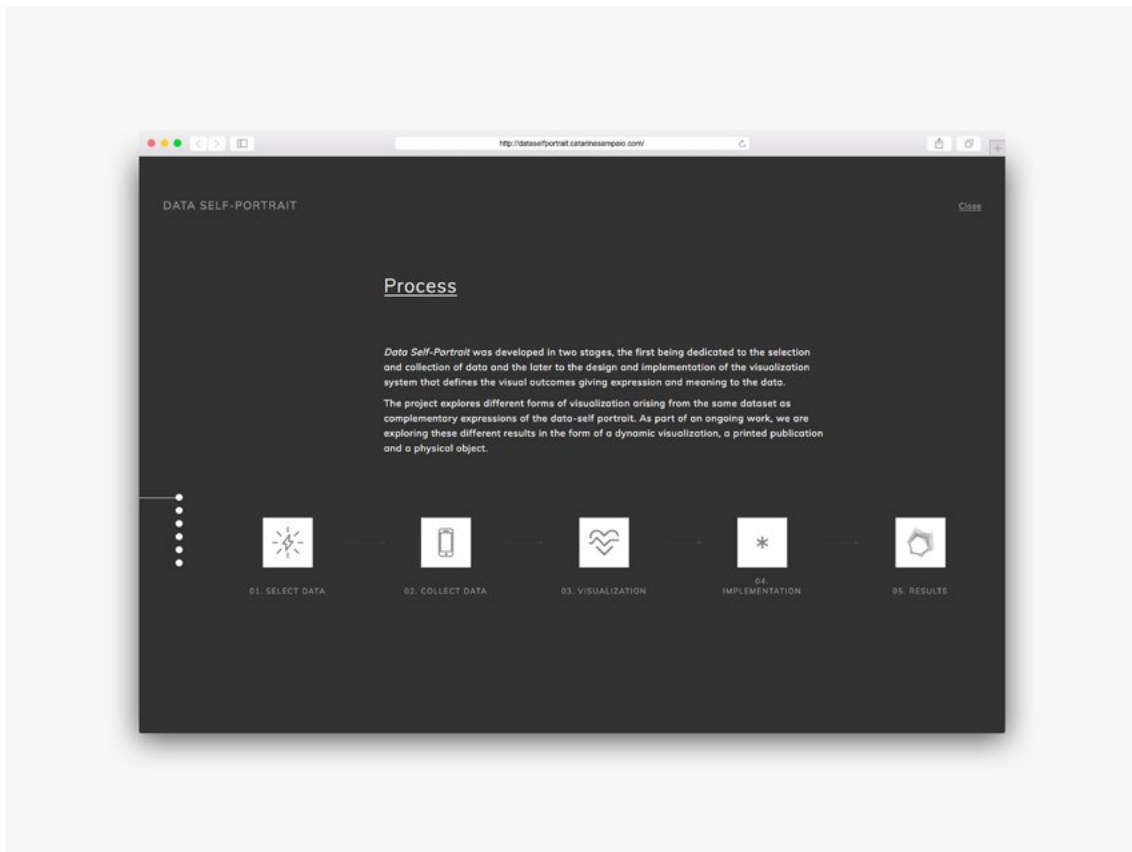 http://dataselfportrait.catarinasampaio.com/
DATA SELF-PORTRAIT
Close
Process
Data Self-Portrait was developed in two stages, the first being dedicated to the selection
and collection of data and the later to the design and implementation of the visualization
system that defines the visual outcomes giving expression and meaning to the data.
The project explores different forms of visualization arising from the same dataset as
complementary expressions of the data-self portrait. As part of an ongoing work, we are
exploring these different results in the form of a dynamic visualization, a printed publication
and a physical object.
01. SELECT DATA
02. COLLECT DATA
03. VISUALIZATION
04.
IMPLEMENTATION
05. RESULTS